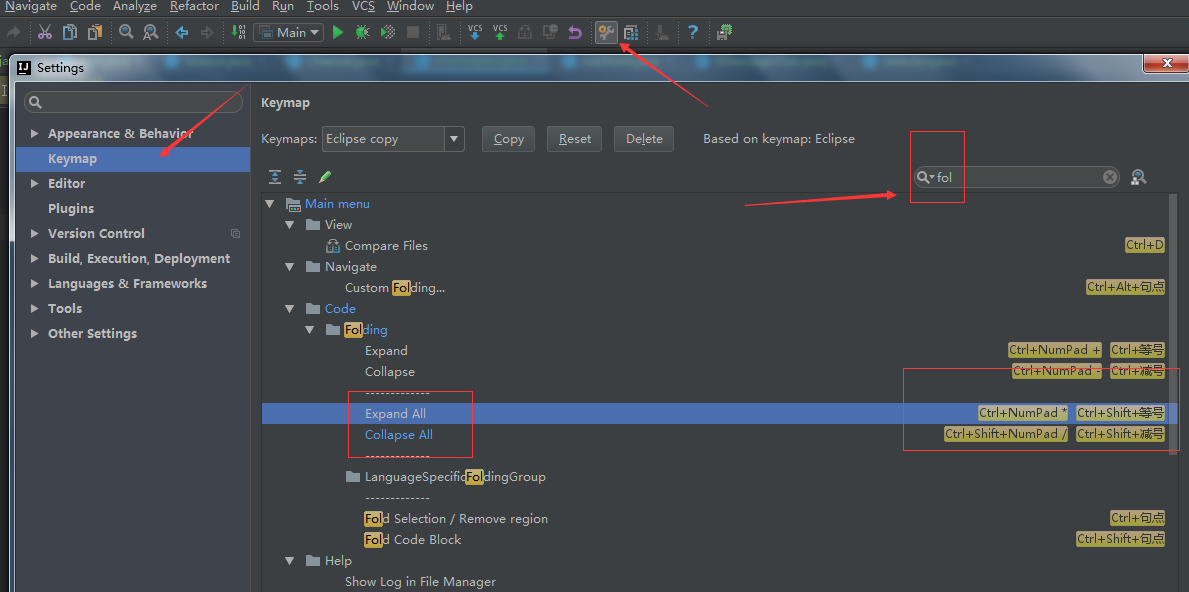 Navigate Code Analyze Refactor Build Run Tools VCS Window Help
Main VCS VCS ?
IJ Settings
Keymap
Keymaps: Eclipse copy Copy Reset Delete Based on keymap: Eclipse
fol
Appearance & Behavior
Keymap
Editor
Plugins
Version Control
Build, Execution, Deployment
Languages & Frameworks
Tools
Other Settings
Main menu
View
Compare Files Ctrl+D
Navigate
Custom Folding... Ctrl+Alt+句点
Code
Folding
Expand Ctrl+NumPad + Ctrl+等号
Collapse Ctrl+NumPad - Ctrl+减号
-------------
Expand All Ctrl+NumPad * Ctrl+Shift+等号
Collapse All Ctrl+Shift+NumPad / Ctrl+Shift+减号
-------------
LanguageSpecificFoldingGroup
-------------
Fold Selection / Remove region Ctrl+句点
Fold Code Block Ctrl+Shift+句点
Help
Show Log in File Manager